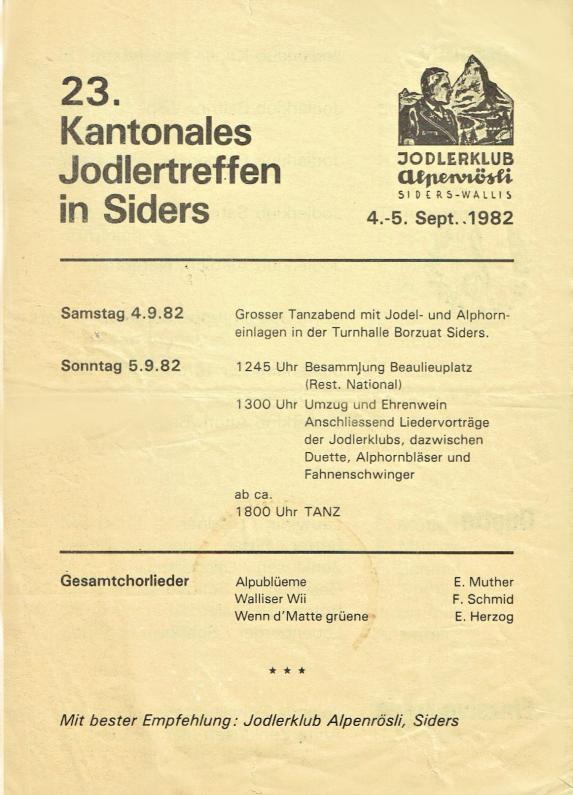 23.
Kantonales
Jodlertreffen
in Siders
JODLERKLUB
Alpenrösli
SIDERS-WALLIS
4.-5. Sept. 1982
Samstag 4.9.82 Grosser Tanzabend mit Jodel- und Alphorn-
einlagen in der Turnhalle Borzuat Siders.
Sonntag 5.9.82 1245 Uhr Besammlung Beaulieuplatz
(Rest. National)
1300 Uhr Umzug und Ehrenwein
Anschliessend Liedervorträge
der Jodlerklubs, dazwischen
Duette, Alphornbläser und
Fahnenschwinger
ab ca.
1800 Uhr TANZ
Gesamtchorlieder Alpublüeme E. Muther
Walliser Wii F. Schmid
Wenn d'Matte grüene E. Herzog
★ ★ ★
Mit bester Empfehlung: Jodlerklub Alpenrösli, Siders